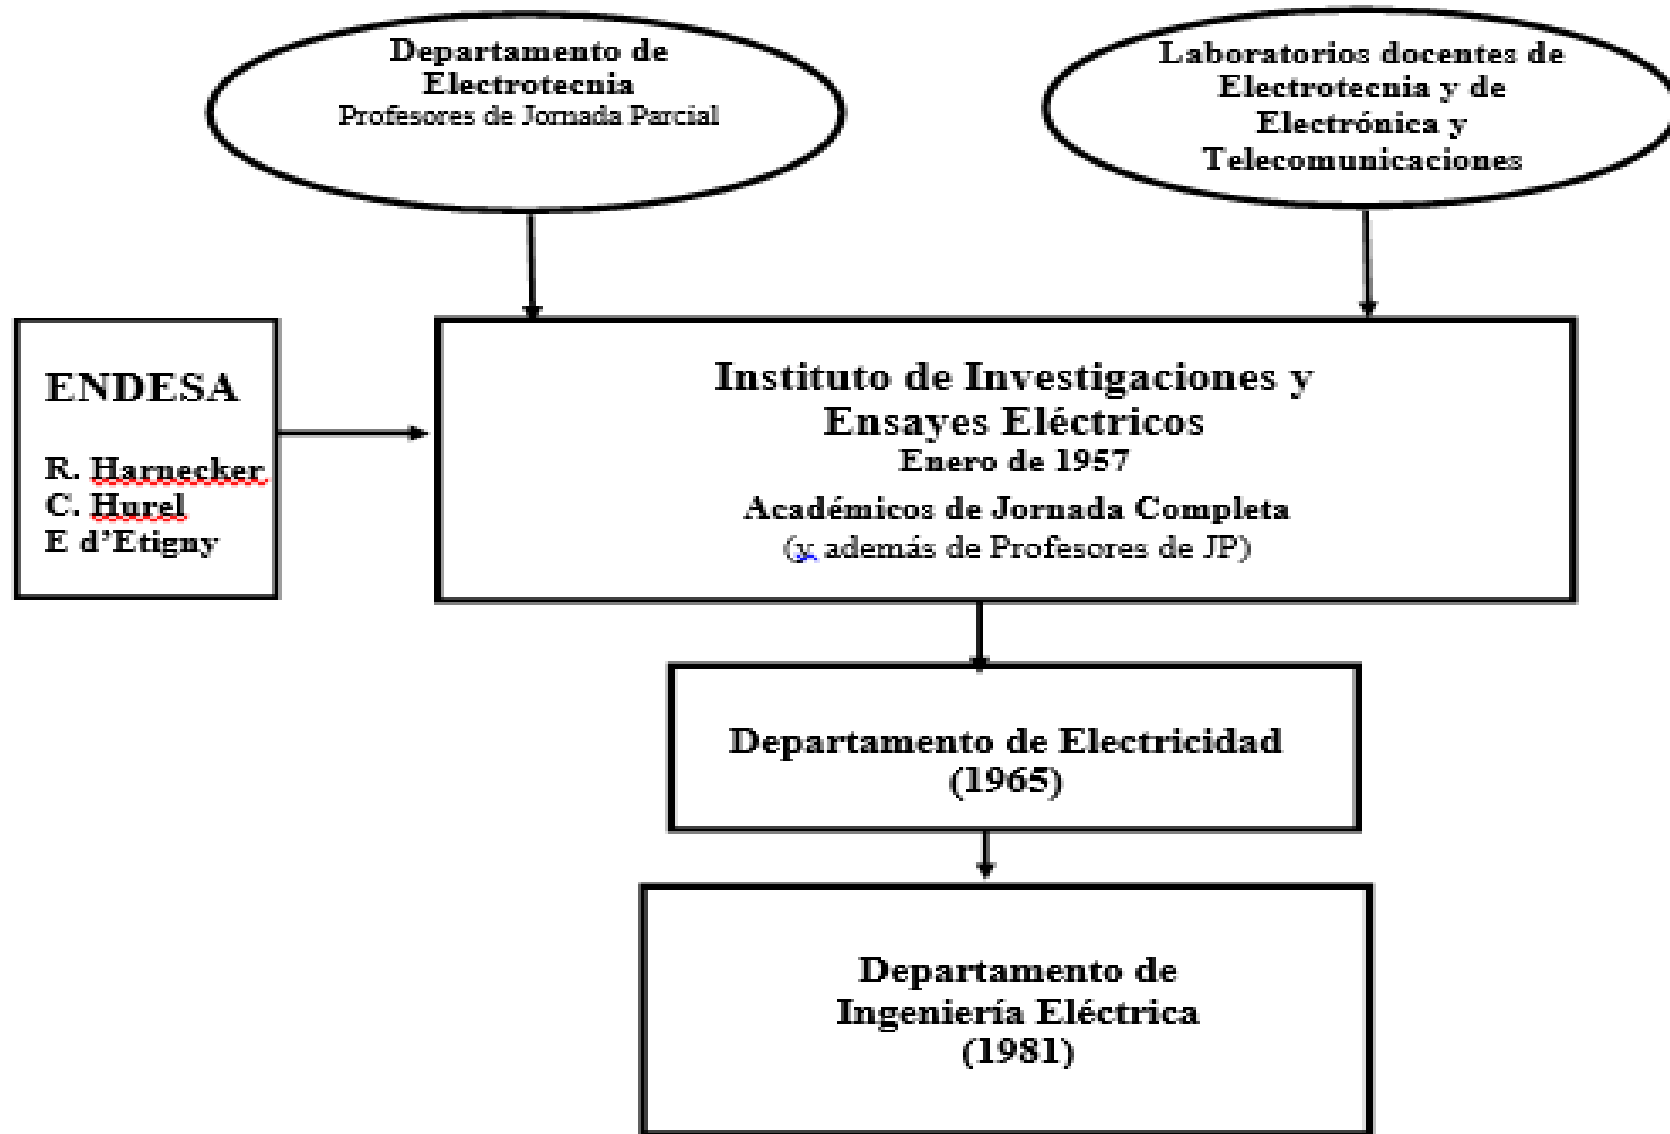 Departamento de
Electrotecnia
Profesores de Jornada Parcial
Laboratorios docentes de
Electrotecnia y de
Electrónica y
Telecomunicaciones
ENDESA
R. Harnecker
C. Hurel
E d’Etigny
Instituto de Investigaciones y
Ensayes Eléctricos
Enero de 1957
Académicos de Jornada Completa
(y además de Profesores de JP)
Departamento de Electricidad
(1965)
Departamento de
Ingeniería Eléctrica
(1981)